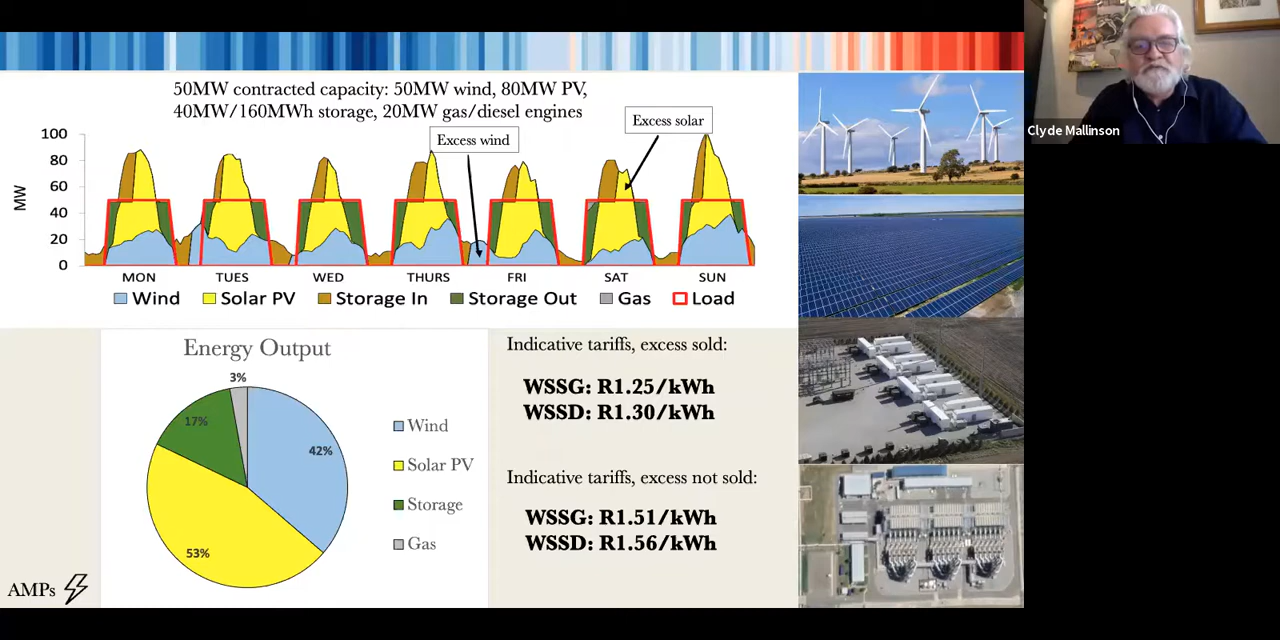 50MW contracted capacity: 50MW wind, 80MW PV,
40MW/160MWh storage, 20MW gas/diesel engines
Excess wind
Excess solar
MW
100
80
60
40
20
0
MON TUES WED THURS FRI SAT SUN
Wind Solar PV Storage In Storage Out Gas Load
Energy Output
3%
17%
42%
53%
Wind
Solar PV
Storage
Gas
Indicative tariffs, excess sold:
WSSG: R1.25/kWh
WSSD: R1.30/kWh
Indicative tariffs, excess not sold:
WSSG: R1.51/kWh
WSSD: R1.56/kWh
AMPs
Clyde Mallinson